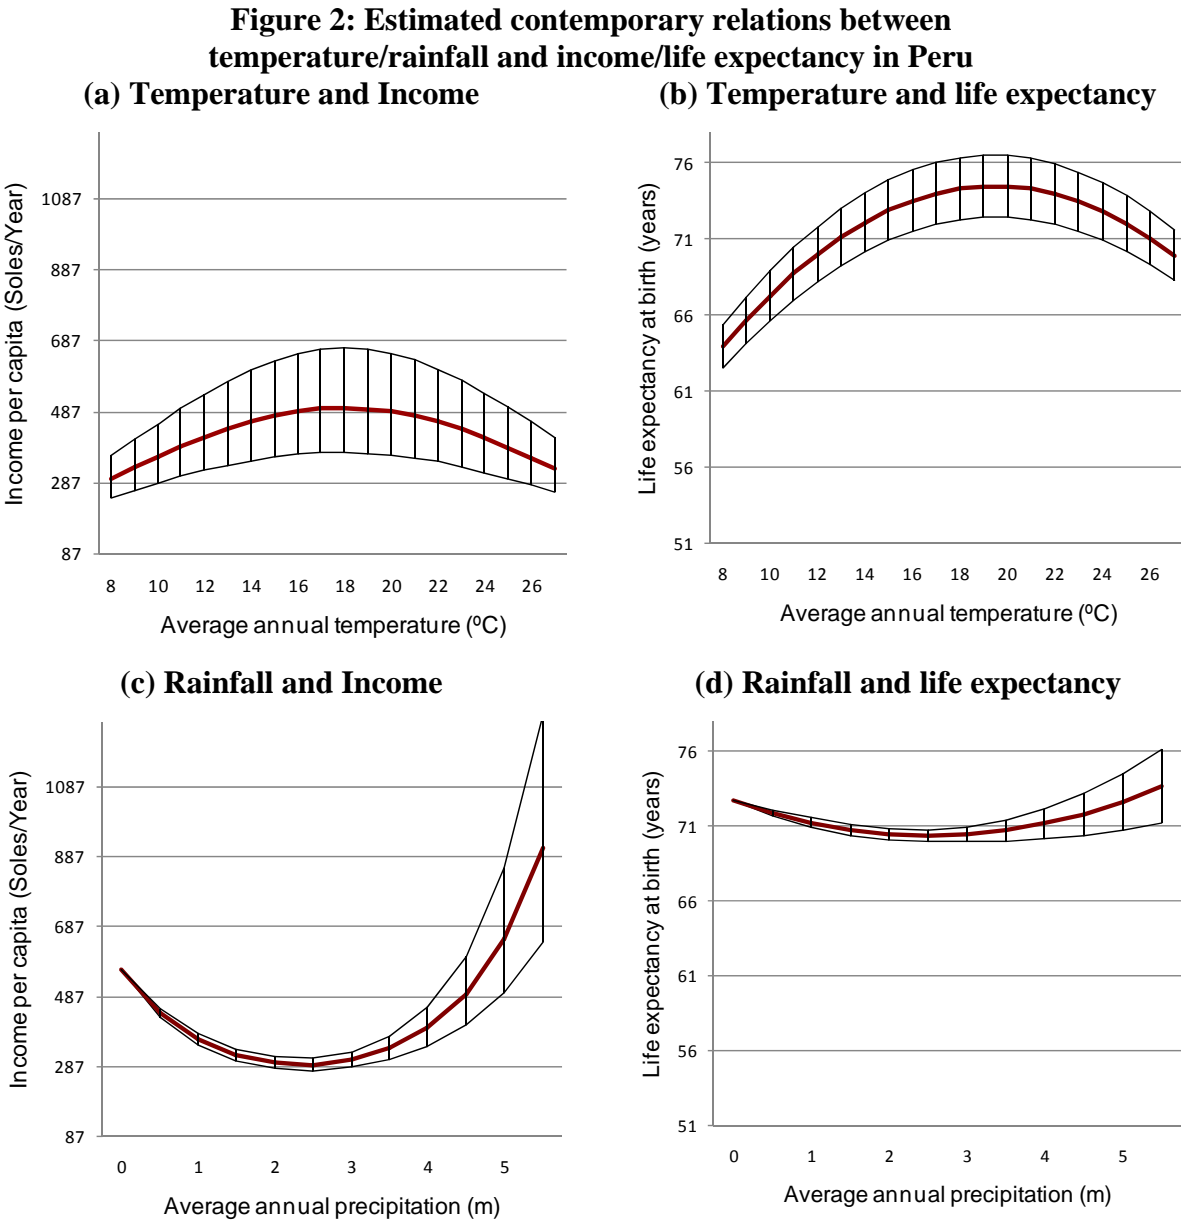 Figure 2: Estimated contemporary relations between
temperature/rainfall and income/life expectancy in Peru
(a) Temperature and Income
Income per capita (Soles/Year)
1087
887
687
487
287
87
8 10 12 14 16 18 20 22 24 26
Average annual temperature (ºC)
(b) Temperature and life expectancy
Life expectancy at birth (years)
76
71
66
61
56
51
8 10 12 14 16 18 20 22 24 26
Average annual temperature (ºC)
(c) Rainfall and Income
Income per capita (Soles/Year)
1087
887
687
487
287
87
0 1 2 3 4 5
Average annual precipitation (m)
(d) Rainfall and life expectancy
Life expectancy at birth (years)
76
71
66
61
56
51
0 1 2 3 4 5
Average annual precipitation (m)